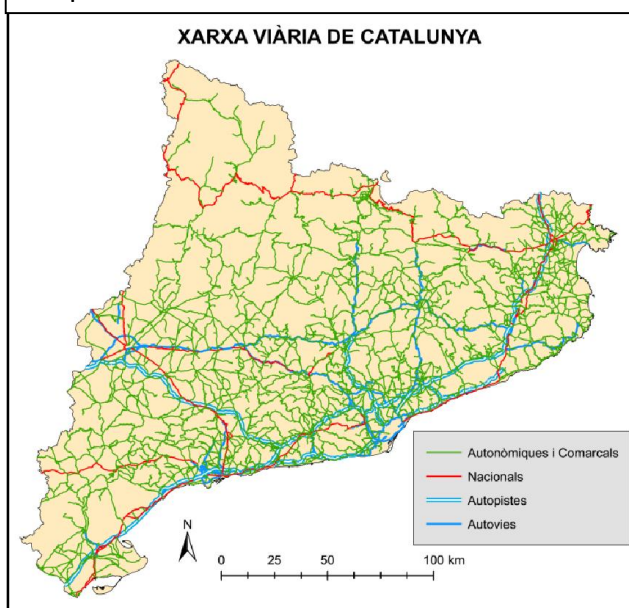 XARXA VIÀRIA DE CATALUNYA
Autonòmiques i Comarcals
Nacionals
Autopistes
Autovies
N
0 25 50 100 km